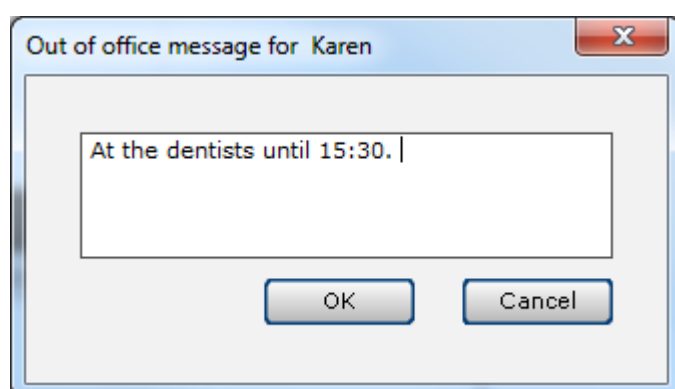 Out of office message for Karen
At the dentists until 15:30.
OK
Cancel